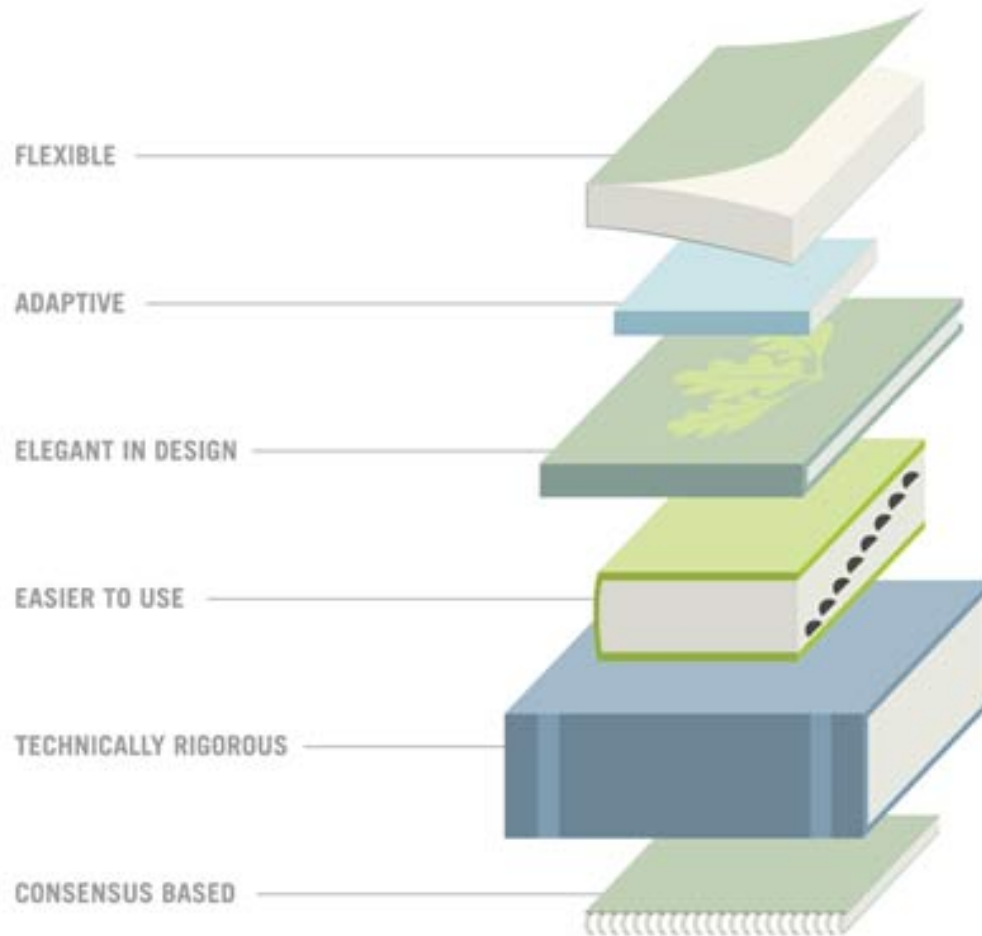 FLEXIBLE
ADAPTIVE
ELEGANT IN DESIGN
EASIER TO USE
TECHNICALLY RIGOROUS
CONSENSUS BASED